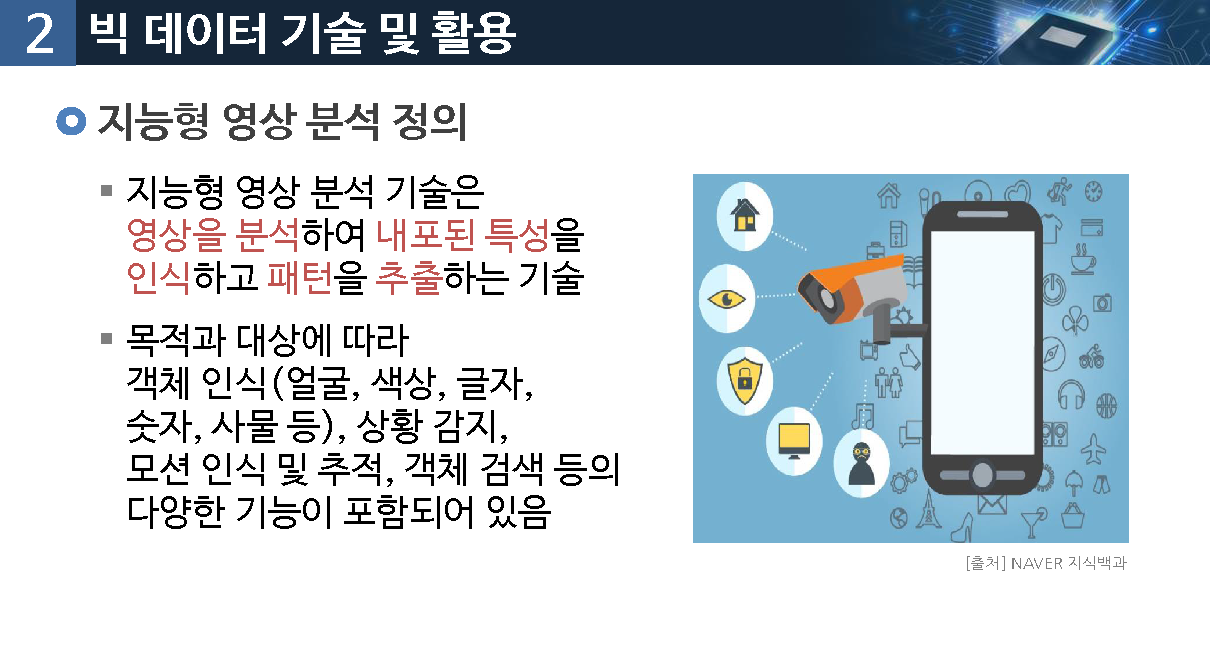 2 빅 데이터 기술 및 활용
지능형 영상 분석 정의
지능형 영상 분석 기술은
영상을 분석하여 내포된 특성을
인식하고 패턴을 추출하는 기술
목적과 대상에 따라
객체 인식(얼굴, 색상, 글자,
숫자, 사물 등), 상황 감지,
모션 인식 및 추적, 객체 검색 등의
다양한 기능이 포함되어 있음
[출처] NAVER 지식백과